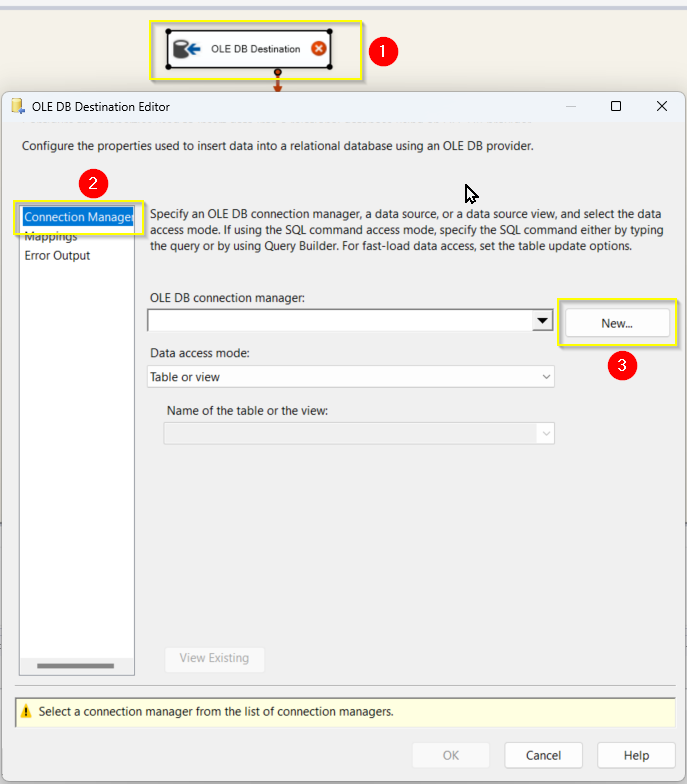 OLE DB Destination
1
OLE DB Destination Editor
Configure the properties used to insert data into a relational database using an OLE DB provider.
2
Connection Manager
Mappings
Error Output
Specify an OLE DB connection manager, a data source, or a data source view, and select the data
access mode. If using the SQL command access mode, specify the SQL command either by typing
the query or by using Query Builder. For fast-load data access, set the table update options.
OLE DB connection manager:
New...
3
Data access mode:
Table or view
Name of the table or the view:
View Existing
Select a connection manager from the list of connection managers.
OK
Cancel
Help